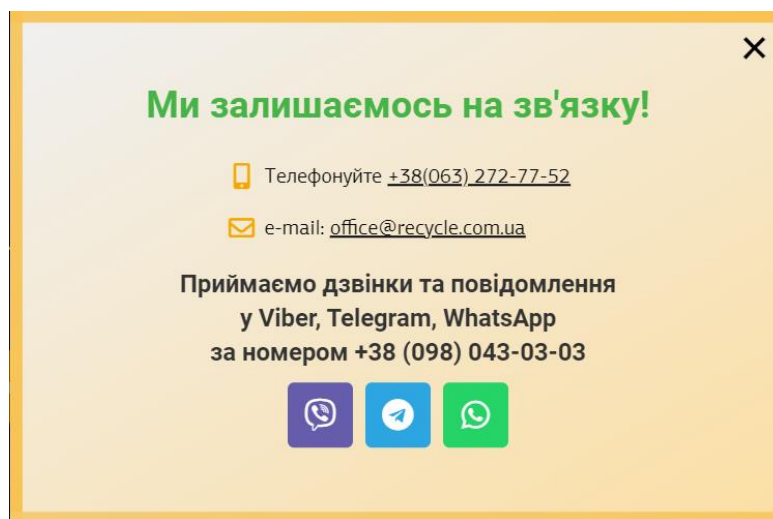 Ми залишаємось на зв'язку!
Телефонуйте +38(063) 272-77-52
e-mail: office@recycle.com.ua
Приймаємо дзвінки та повідомлення
у Viber, Telegram, WhatsApp
за номером +38 (098) 043-03-03